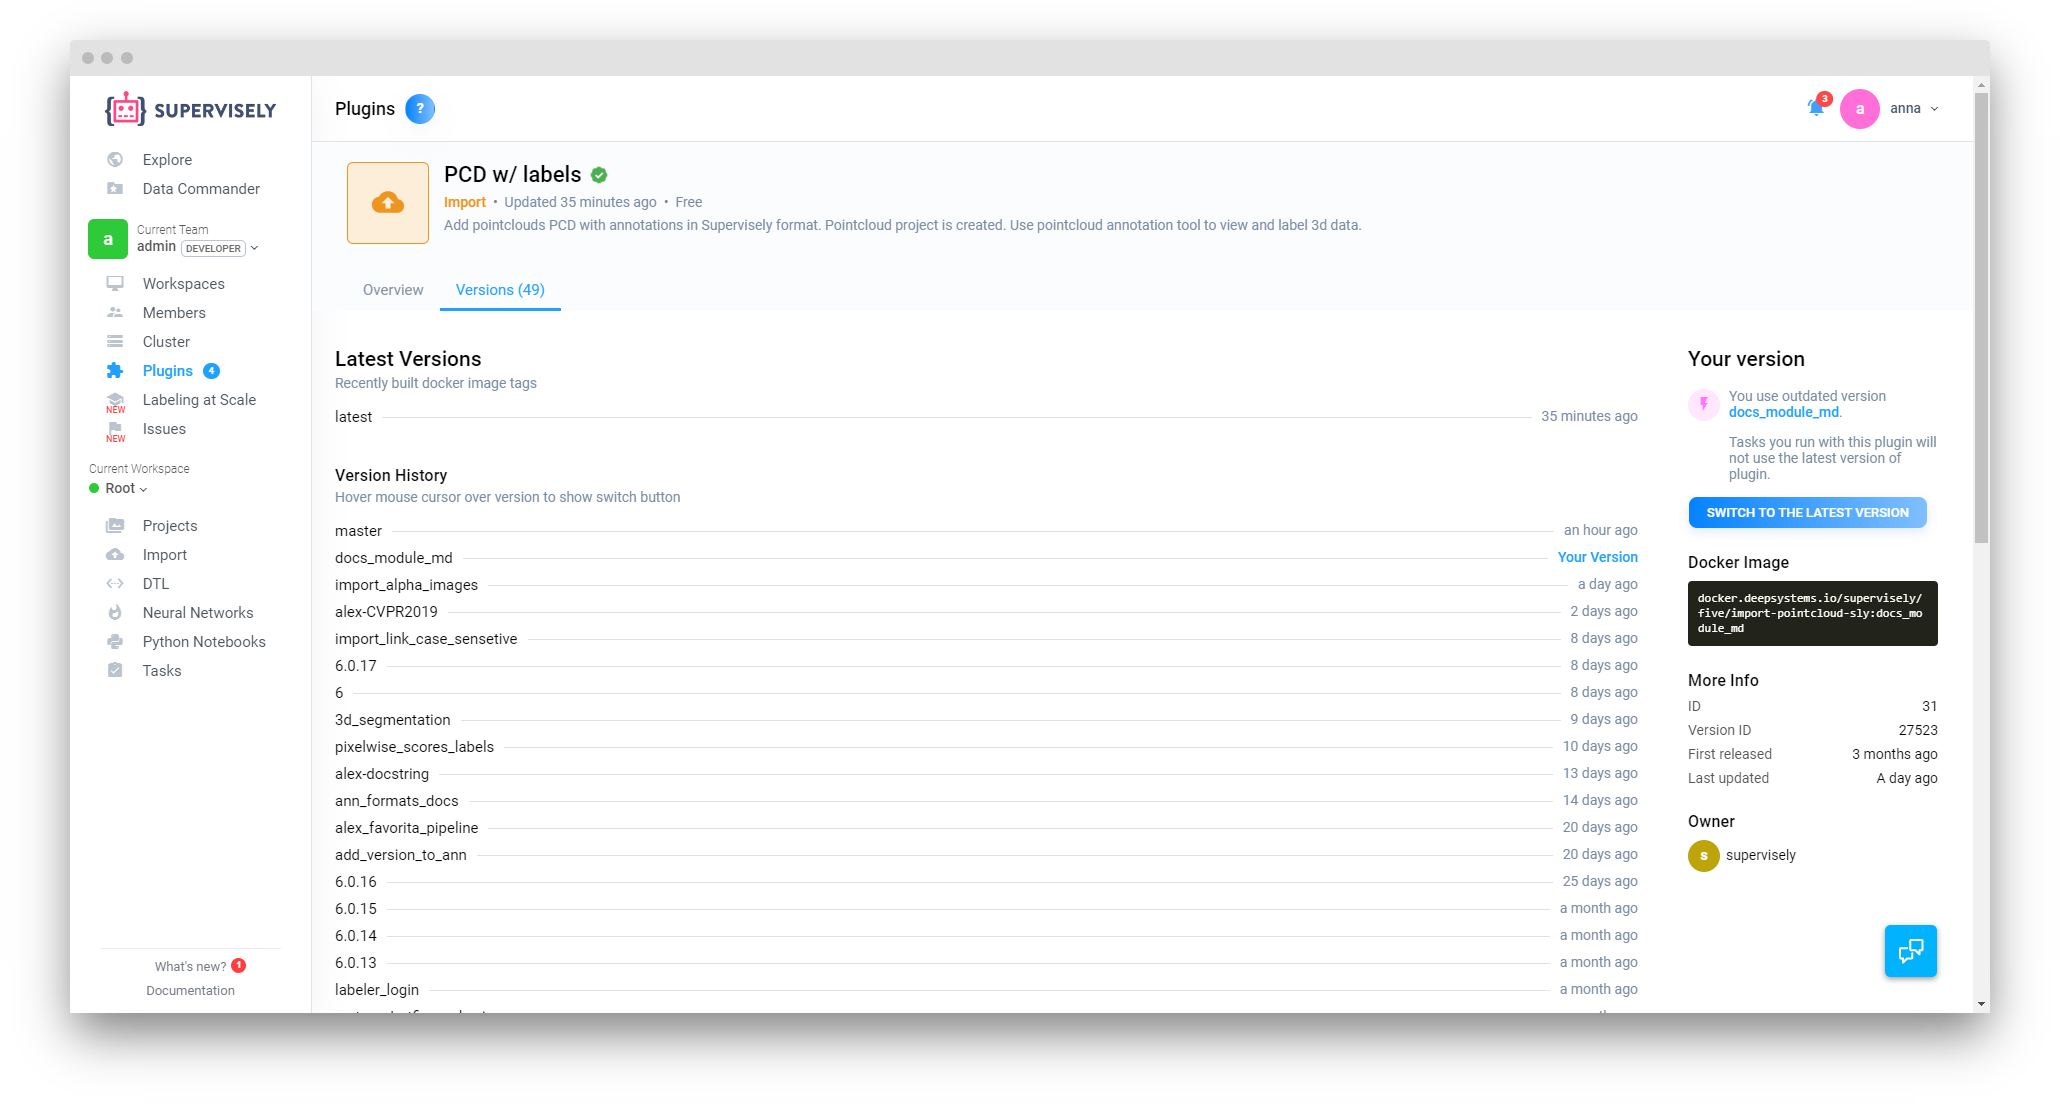 SUPERVISELY
Explore
Data Commander
a
Current Team
admin DEVELOPER
Workspaces
Members
Cluster
Plugins 4
Labeling at Scale
NEW
Issues
NEW
Current Workspace
Root
Projects
Import
DTL
Neural Networks
Python Notebooks
Tasks
What's new? 1
Documentation
Plugins ?
3
a anna
PCD w/ labels
Import • Updated 35 minutes ago • Free
Add pointclouds PCD with annotations in Supervisely format. Pointcloud project is created. Use pointcloud annotation tool to view and label 3d data.
Overview Versions (49)
Latest Versions
Recently built docker image tags
latest 35 minutes ago
Version History
Hover mouse cursor over version to show switch button
master an hour ago
docs_module_md Your Version
import_alpha_images a day ago
alex-CVPR2019 2 days ago
import_link_case_sensetive 8 days ago
6.0.17 8 days ago
6 8 days ago
3d_segmentation 9 days ago
pixelwise_scores_labels 10 days ago
alex-docstring 13 days ago
ann_formats_docs 14 days ago
alex_favorita_pipeline 20 days ago
add_version_to_ann 20 days ago
6.0.16 25 days ago
6.0.15 a month ago
6.0.14 a month ago
6.0.13 a month ago
labeler_login a month ago
Your version
You use outdated version
docs_module_md.
Tasks you run with this plugin will
not use the latest version of
plugin.
SWITCH TO THE LATEST VERSION
Docker Image
docker.deepsystems.io/supervisely/
five/import-pointcloud-sly:docs_mo
dule_md
More Info
ID 31
Version ID 27523
First released 3 months ago
Last updated A day ago
Owner
s supervisely